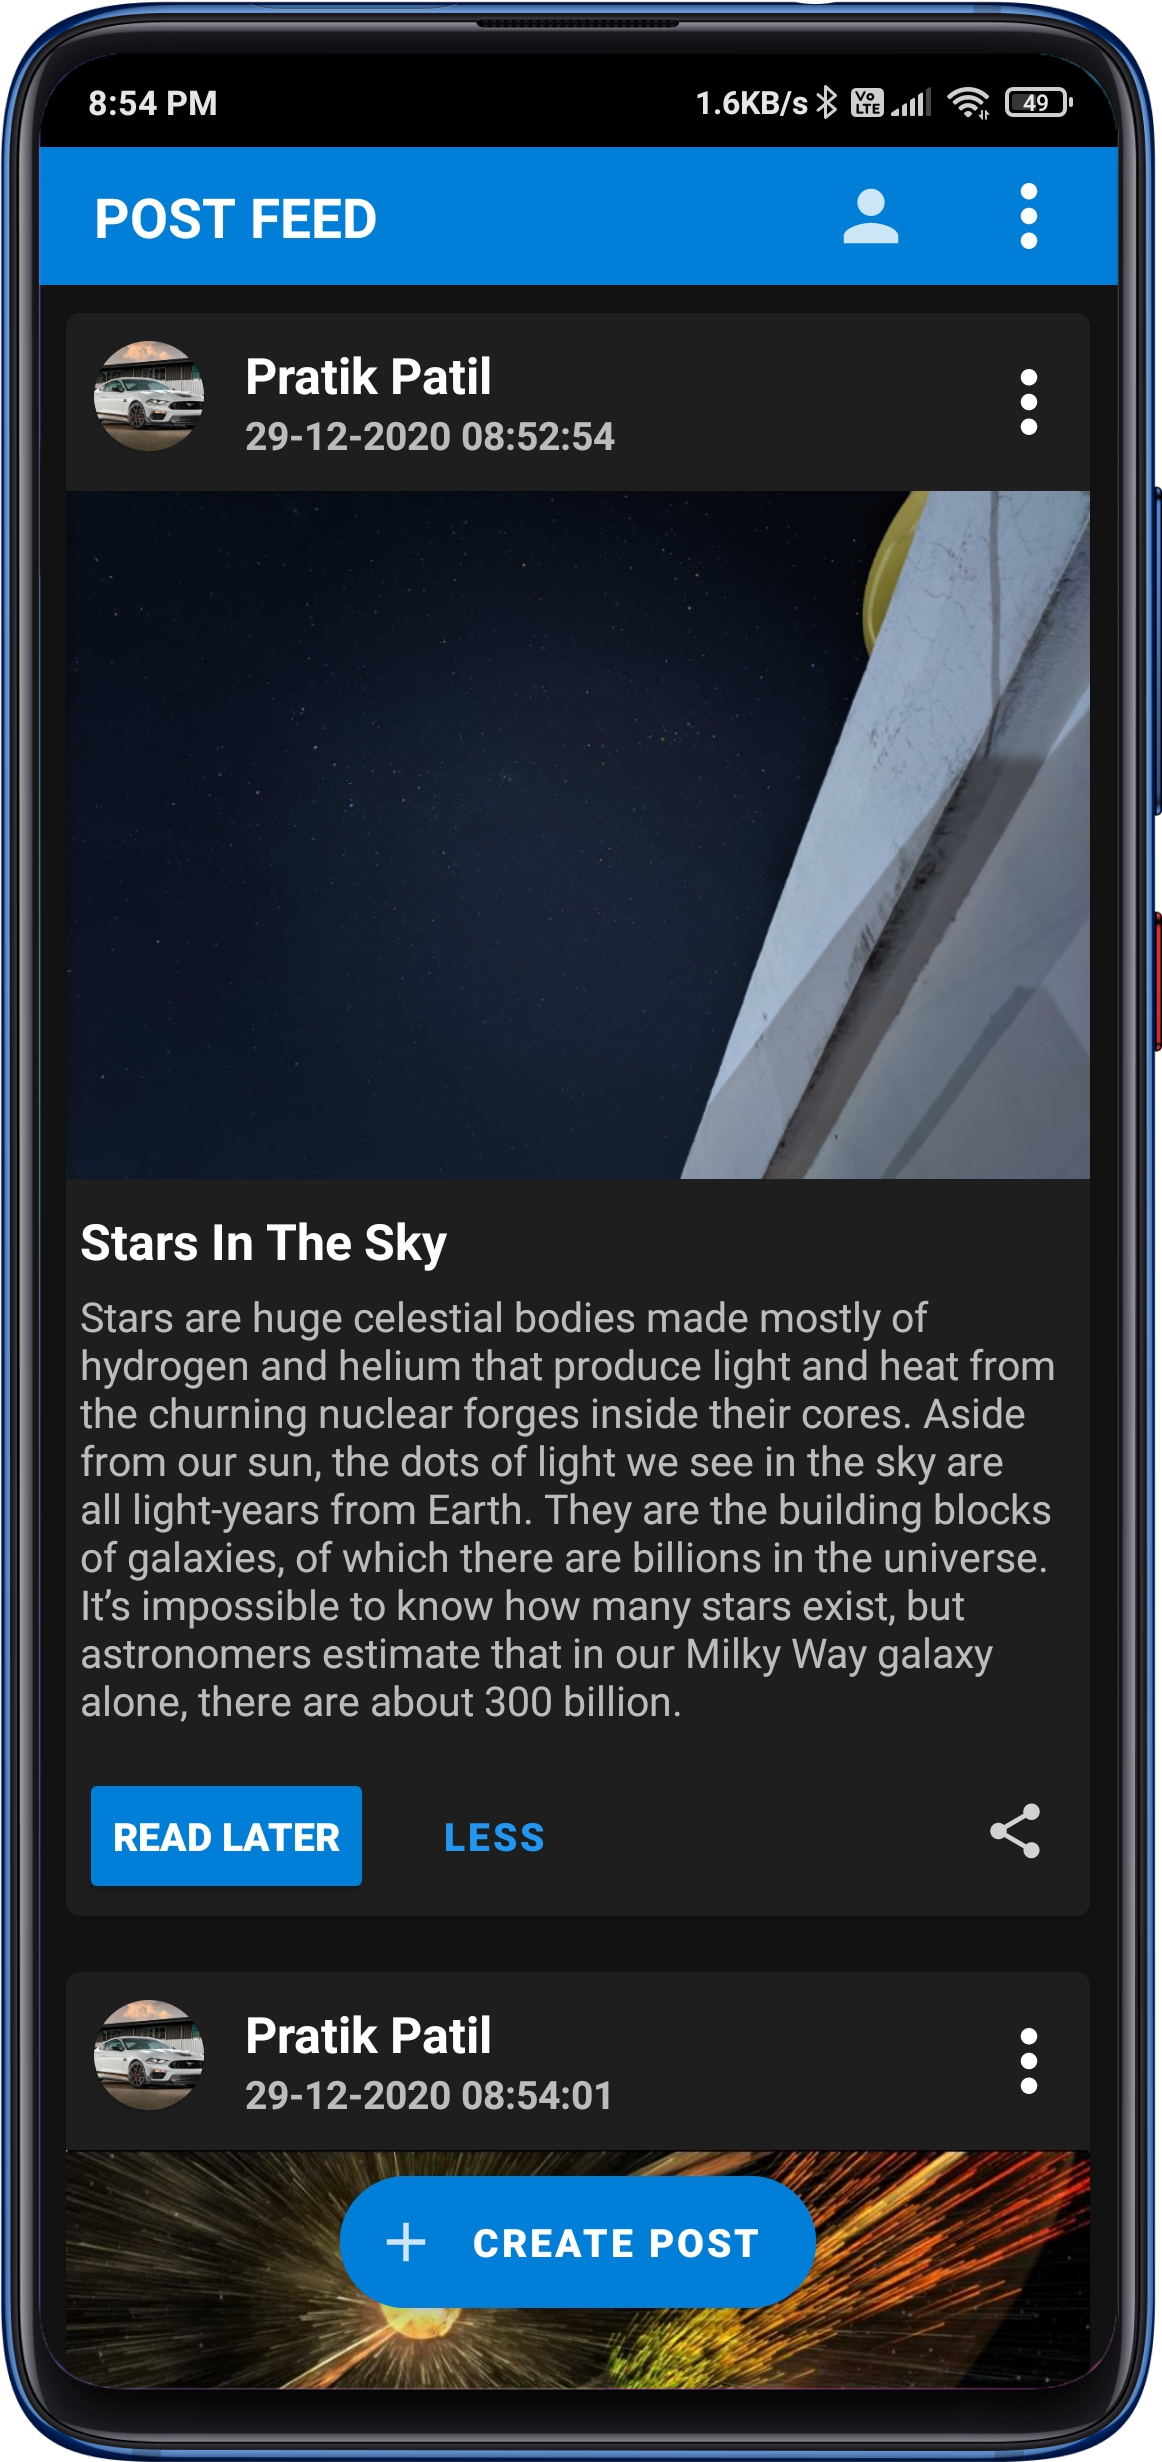 8:54 PM
1.6KB/s
Vo LTE
49
POST FEED
Pratik Patil
29-12-2020 08:52:54
Stars In The Sky
Stars are huge celestial bodies made mostly of
hydrogen and helium that produce light and heat from
the churning nuclear forges inside their cores. Aside
from our sun, the dots of light we see in the sky are
all light-years from Earth. They are the building blocks
of galaxies, of which there are billions in the universe.
It’s impossible to know how many stars exist, but
astronomers estimate that in our Milky Way galaxy
alone, there are about 300 billion.
READ LATER
LESS
Pratik Patil
29-12-2020 08:54:01
CREATE POST